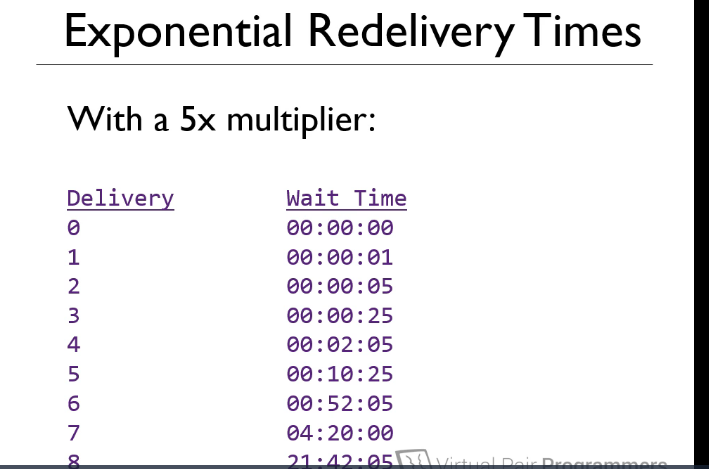 Exponential Redelivery Times
With a 5x multiplier:
Delivery Wait Time
0 00:00:00
1 00:00:01
2 00:00:05
3 00:00:25
4 00:02:05
5 00:10:25
6 00:52:05
7 04:20:00
8 21:42:05
Virtual Pair Programmers